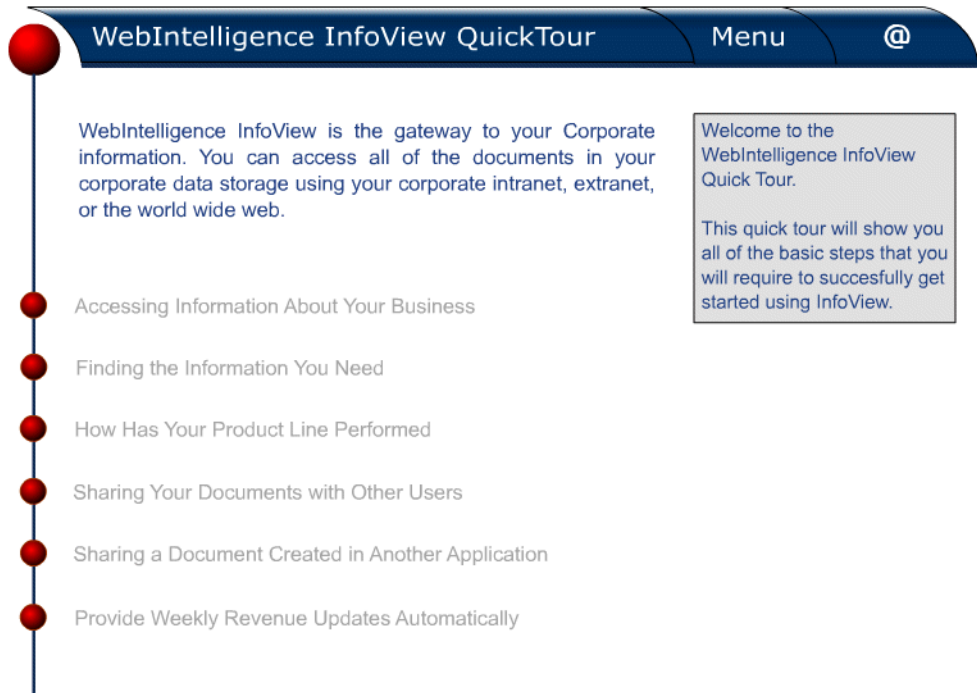 WebIntelligence InfoView QuickTour
Menu
@
WebIntelligence InfoView is the gateway to your Corporate
information. You can access all of the documents in your
corporate data storage using your corporate intranet, extranet,
or the world wide web.
Welcome to the
WebIntelligence InfoView
Quick Tour.
This quick tour will show you
all of the basic steps that you
will require to succesfully get
started using InfoView.
Accessing Information About Your Business
Finding the Information You Need
How Has Your Product Line Performed
Sharing Your Documents with Other Users
Sharing a Document Created in Another Application
Provide Weekly Revenue Updates Automatically